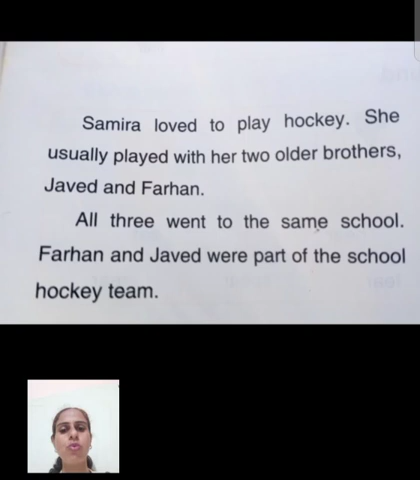 Samira loved to play hockey. She
usually played with her two older brothers,
Javed and Farhan.
All three went to the same school.
Farhan and Javed were part of the school
hockey team.